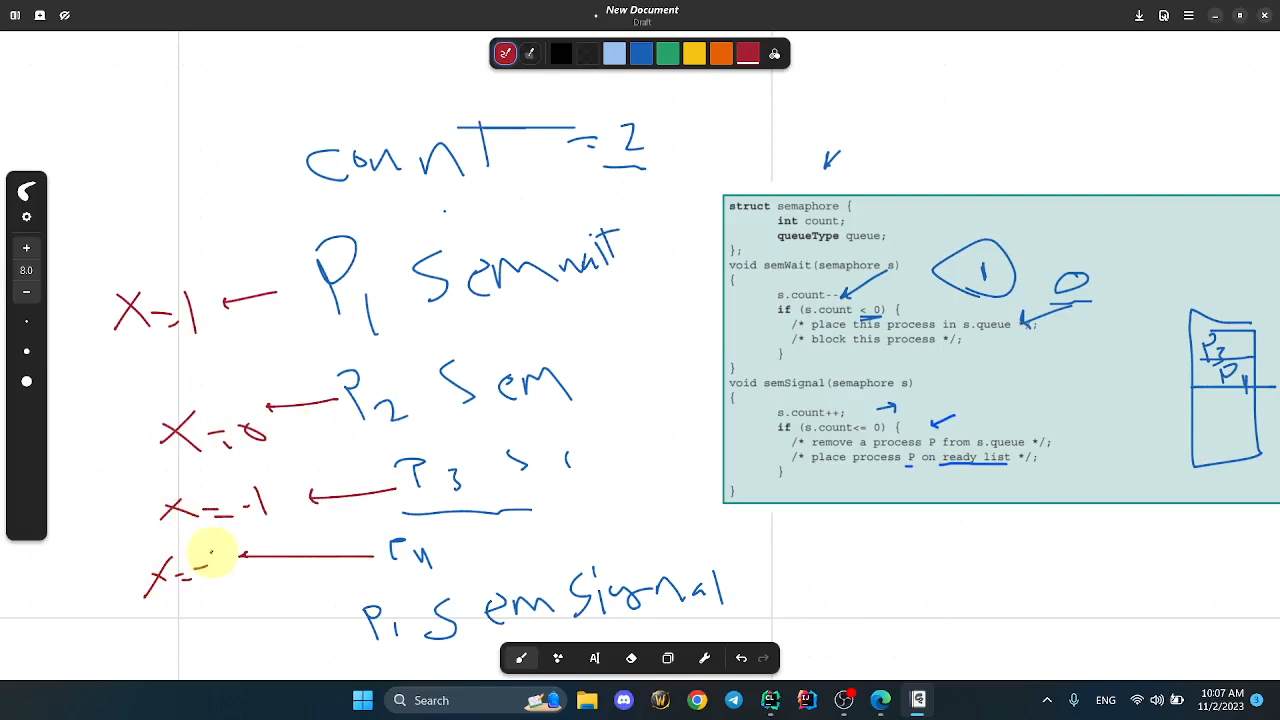 New Document
Draft
8.0
count = 2
P1 semwait
x=1
P2 sem
x=0
P3 s
x=-1
x=-
P1 SemSignal
struct semaphore {
int count;
queueType queue;
};
void semWait(semaphore s)
{
s.count--
if (s.count < 0) {
/* place this process in s.queue */;
/* block this process */;
}
}
void semSignal(semaphore s)
{
s.count++;
if (s.count<= 0) {
/* remove a process P from s.queue */;
/* place process P on ready list */;
}
}
1
0
P3
P4
Search
ENG
10:07 AM
11/2/2023